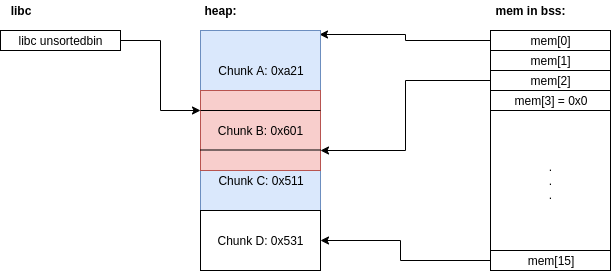 libc
heap:
mem in bss:
libc unsortedbin
mem[0]
mem[1]
Chunk A: 0xa21
mem[2]
mem[3] = 0x0
Chunk B: 0x601
Chunk C: 0x511
.
.
.
Chunk D: 0x531
mem[15]